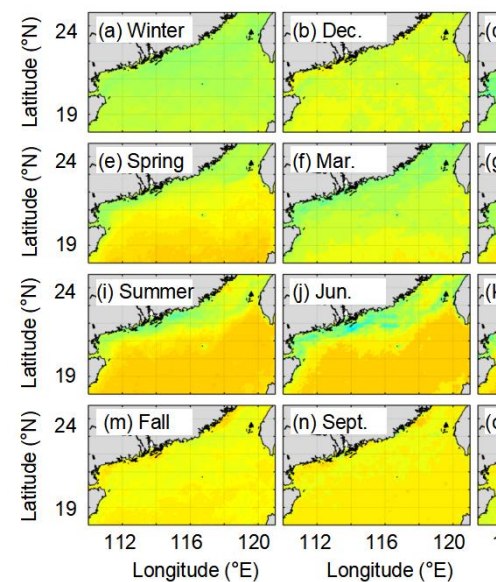 (a) Winter
(b) Dec.
24
19
Latitude (°N)
(e) Spring
(f) Mar.
24
19
Latitude (°N)
(i) Summer
(j) Jun.
24
19
Latitude (°N)
(m) Fall
(n) Sept.
24
19
Latitude (°N)
112 116 120 112 116 120
Longitude (°E) Longitude (°E)